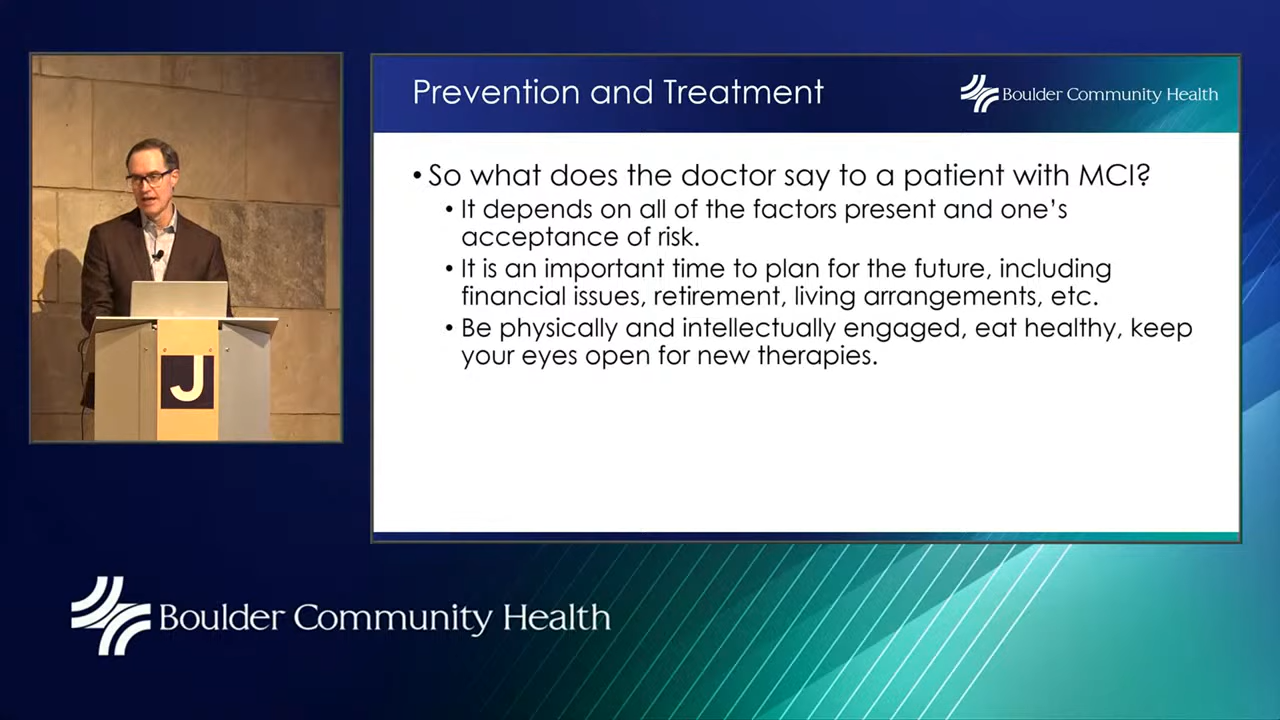 Prevention and Treatment
Boulder Community Health
• So what does the doctor say to a patient with MCI?
• It depends on all of the factors present and one's
acceptance of risk.
• It is an important time to plan for the future, including
financial issues, retirement, living arrangements, etc.
• Be physically and intellectually engaged, eat healthy, keep
your eyes open for new therapies.
J
Boulder Community Health